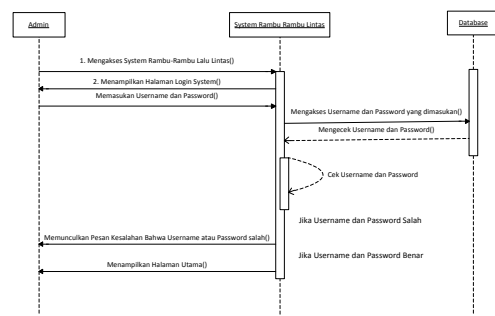 Admin
System Rambu Rambu Lintas
Database
1. Mengakses System Rambu-Rambu Lalu Lintas()
2. Menampilkan Halaman Login System()
Memasukan Username dan Password()
Mengakses Username dan Password yang dimasukan()
Mengecek Username dan Password()
Cek Username dan Password
Jika Username dan Password Salah
Memunculkan Pesan Kesalahan Bahwa Username atau Password salah()
Jika Username dan Password Benar
Menampilkan Halaman Utama()